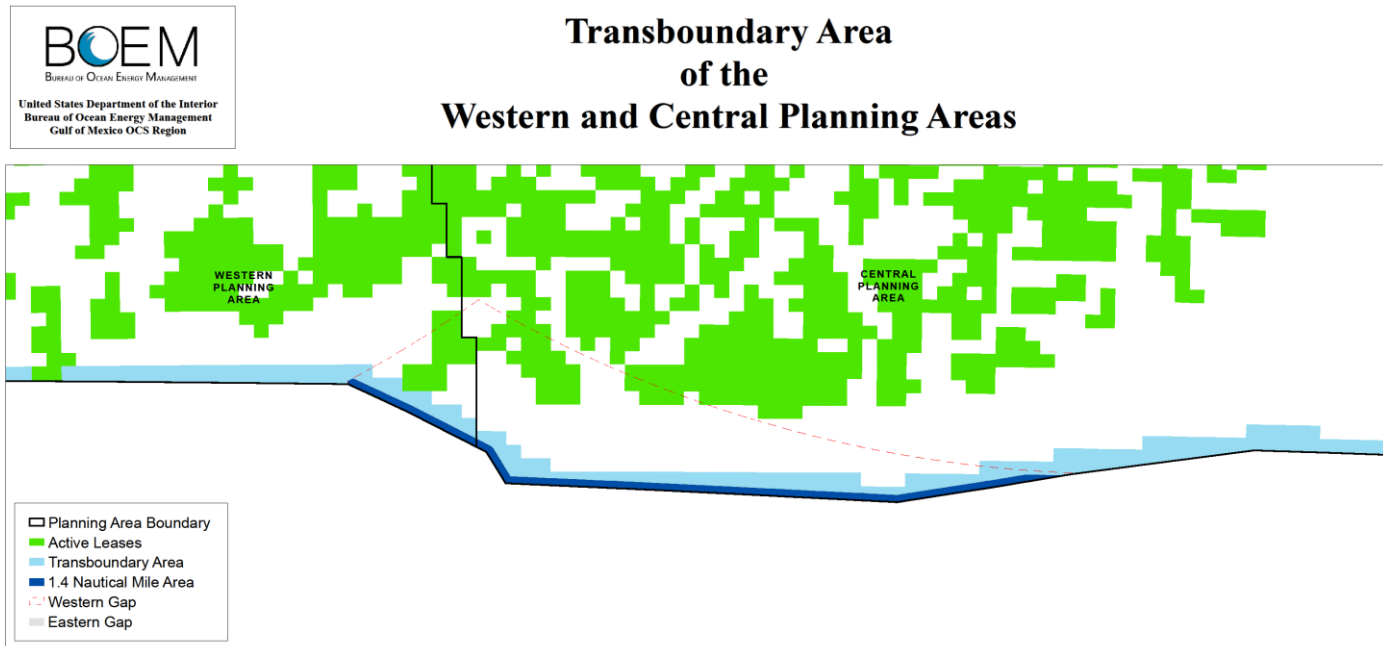 BOEM
BUREAU OF OCEAN ENERGY MANAGEMENT
United States Department of the Interior
Bureau of Ocean Energy Management
Gulf of Mexico OCS Region
Transboundary Area
of the
Western and Central Planning Areas
WESTERN
PLANNING
AREA
CENTRAL
PLANNING
AREA
Planning Area Boundary
Active Leases
Transboundary Area
1.4 Nautical Mile Area
Western Gap
Eastern Gap